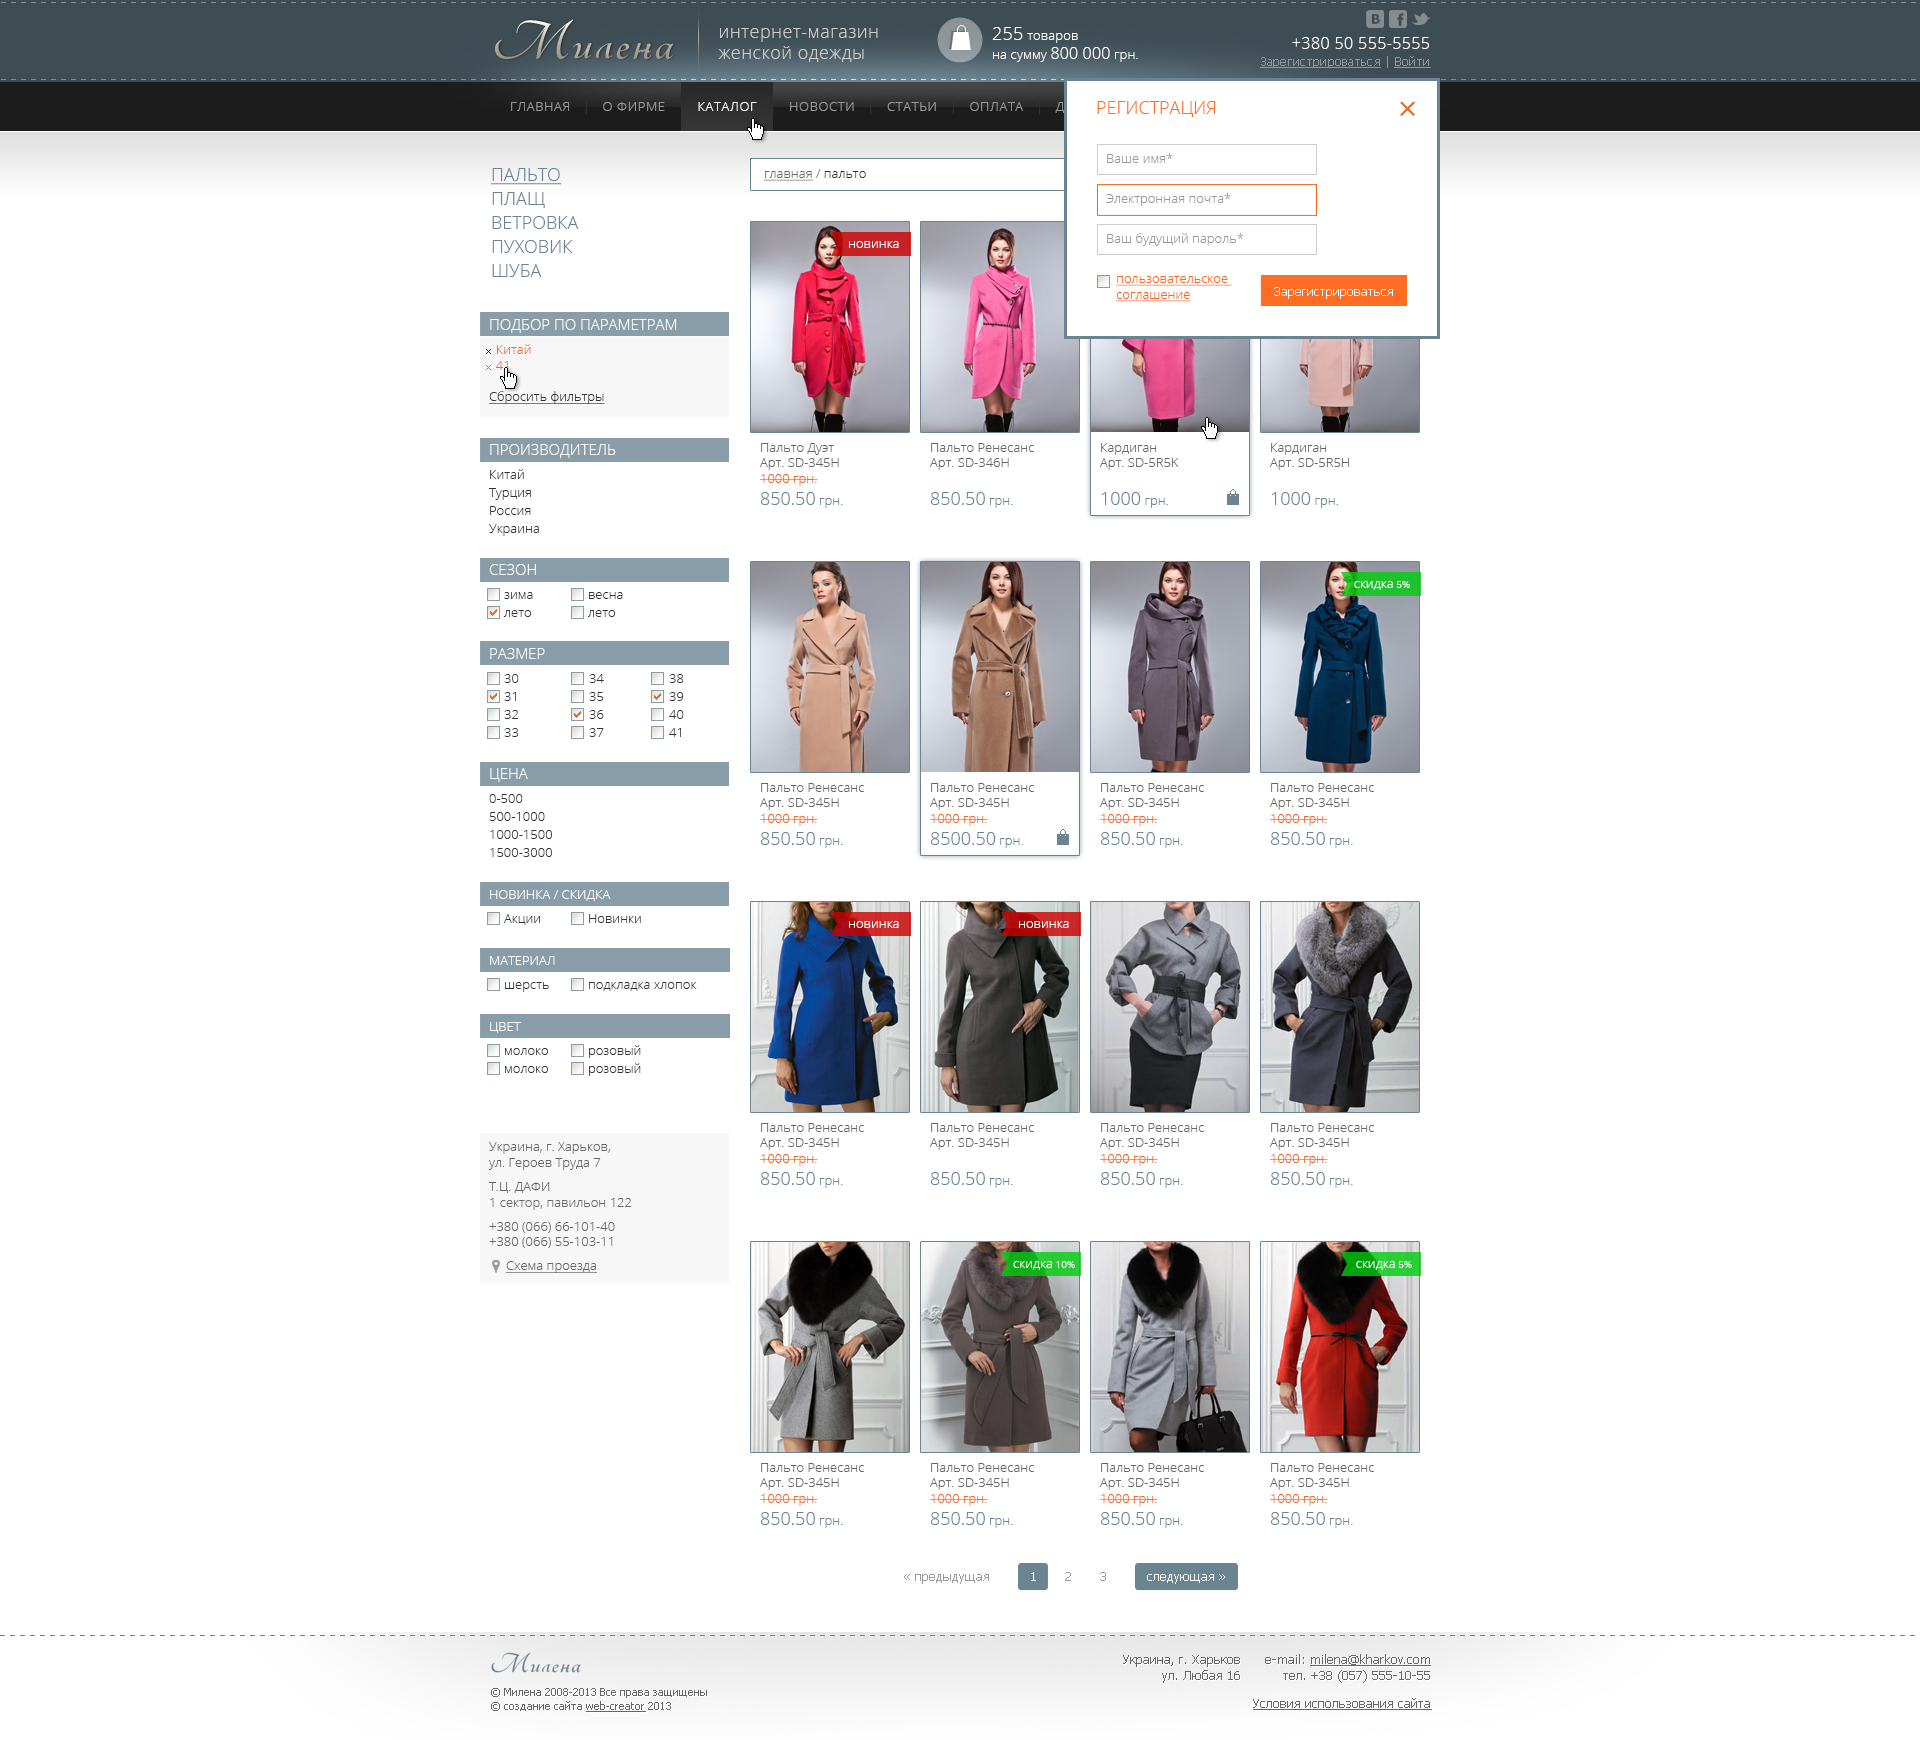 Милена
интернет-магазин
женской одежды
255 товаров
на сумму 800 000 грн.
B f
+380 50 555-5555
Зарегистрироваться | Войти
ГЛАВНАЯ
О ФИРМЕ
КАТАЛОГ
НОВОСТИ
СТАТЬИ
ОПЛАТА
Д
РЕГИСТРАЦИЯ
Ваше имя*
Электронная почта*
Ваш будущий пароль*
пользовательское
соглашение
Зарегистрироваться
ПАЛЬТО
ПЛАЩ
ВЕТРОВКА
ПУХОВИК
ШУБА
ПОДБОР ПО ПАРАМЕТРАМ
× Китай
× 41
Сбросить фильтры
ПРОИЗВОДИТЕЛЬ
Китай
Турция
Россия
Украина
СЕЗОН
зима весна
лето лето
РАЗМЕР
30 34 38
31 35 39
32 36 40
33 37 41
ЦЕНА
0-500
500-1000
1000-1500
1500-3000
НОВИНКА / СКИДКА
Акции Новинки
МАТЕРИАЛ
шерсть подкладка хлопок
ЦВЕТ
молоко розовый
молоко розовый
Украина, г. Харьков,
ул. Героев Труда 7
Т.Ц. ДАФИ
1 сектор, павильон 122
+380 (066) 66-101-40
+380 (066) 55-103-11
Схема проезда
главная / пальто
новинка
Пальто Дуэт
Арт. SD-345H
1000 грн.
850.50 грн.
Пальто Ренесанс
Арт. SD-346H
850.50 грн.
Кардиган
Арт. SD-5R5K
1000 грн.
Кардиган
Арт. SD-5R5H
1000 грн.
Пальто Ренесанс
Арт. SD-345H
1000 грн.
850.50 грн.
Пальто Ренесанс
Арт. SD-345H
1000 грн.
8500.50 грн.
Пальто Ренесанс
Арт. SD-345H
1000 грн.
850.50 грн.
скидка 5%
Пальто Ренесанс
Арт. SD-345H
1000 грн.
850.50 грн.
новинка
Пальто Ренесанс
Арт. SD-345H
1000 грн.
850.50 грн.
новинка
Пальто Ренесанс
Арт. SD-345H
850.50 грн.
Пальто Ренесанс
Арт. SD-345H
1000 грн.
850.50 грн.
Пальто Ренесанс
Арт. SD-345H
1000 грн.
850.50 грн.
Пальто Ренесанс
Арт. SD-345H
1000 грн.
850.50 грн.
скидка 10%
Пальто Ренесанс
Арт. SD-345H
1000 грн.
850.50 грн.
Пальто Ренесанс
Арт. SD-345H
1000 грн.
850.50 грн.
скидка 5%
Пальто Ренесанс
Арт. SD-345H
1000 грн.
850.50 грн.
« предыдущая 1 2 3 следующая »
Милена
© Милена 2008-2013 Все права защищены
© создание сайта web-creator 2013
Украина, г. Харьков
ул. Любая 16
e-mail: milena@kharkov.com
тел. +38 (057) 555-10-55
Условия использования сайта